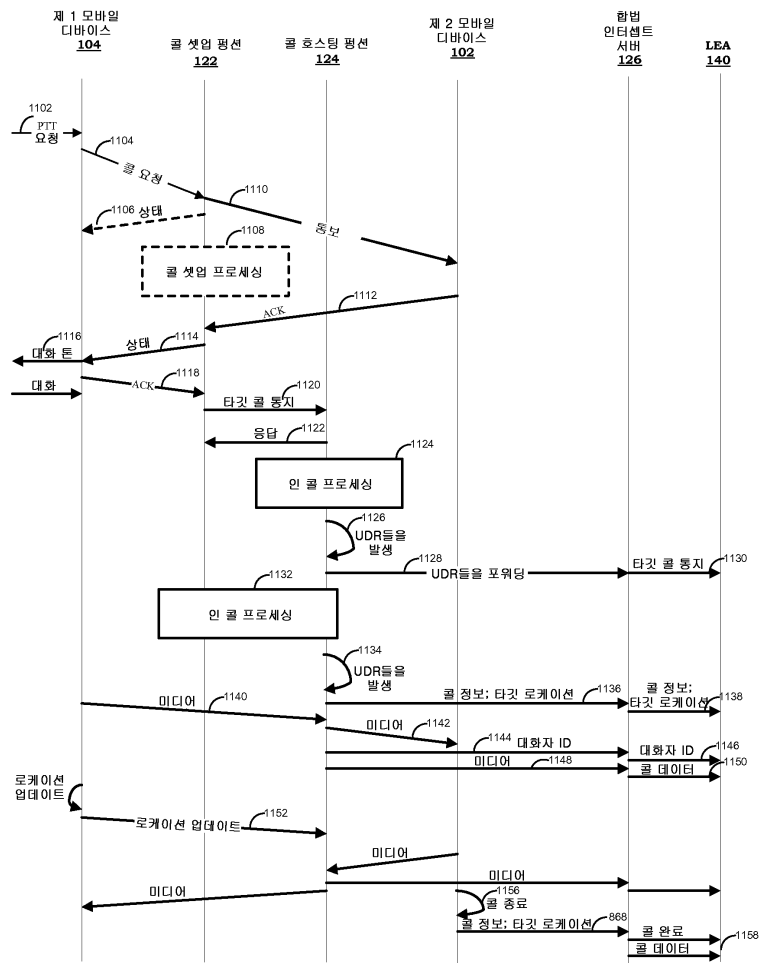 제 1 모바일
디바이스
104
콜 셋업 펑션
122
콜 호스팅 펑션
124
제 2 모바일
디바이스
102
합법
인터셉트
서버
126
LEA
140
1102
PTT
요청
1104
콜 요청
1110
1106 상태
통보
1108
콜 셋업 프로세싱
1112
ACK
1116
대화 톤
상태 1114
대화
ACK 1118
1120
타깃 콜 통지
응답 1122
1124
인 콜 프로세싱
1126
UDR들을
발생
1128
UDR들을 포워딩
타깃 콜 통지 1130
1132
인 콜 프로세싱
1134
UDR들을
발생
콜 정보; 타깃 로케이션 1136
콜 정보;
타깃 로케이션 1138
미디어 1140
미디어 1142
1144 대화자 ID
대화자 ID 1146
미디어 1148
콜 데이터 1150
로케이션
업데이트
로케이션 업데이트 1152
미디어
미디어
미디어
1156
콜 종료
콜 정보; 타깃 로케이션 868
콜 완료
콜 데이터 1158